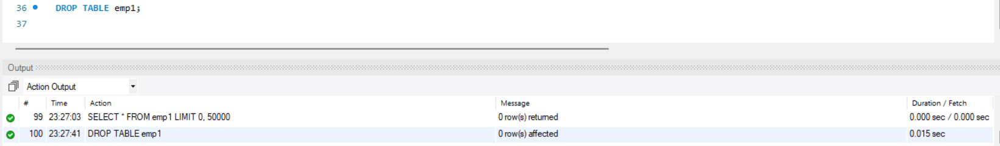 36 DROP TABLE emp1;
37
Output
Action Output
# Time Action Message Duration / Fetch
99 23:27:03 SELECT * FROM emp1 LIMIT 0, 50000 0 row(s) returned 0.000 sec / 0.000 sec
100 23:27:41 DROP TABLE emp1 0 row(s) affected 0.015 sec